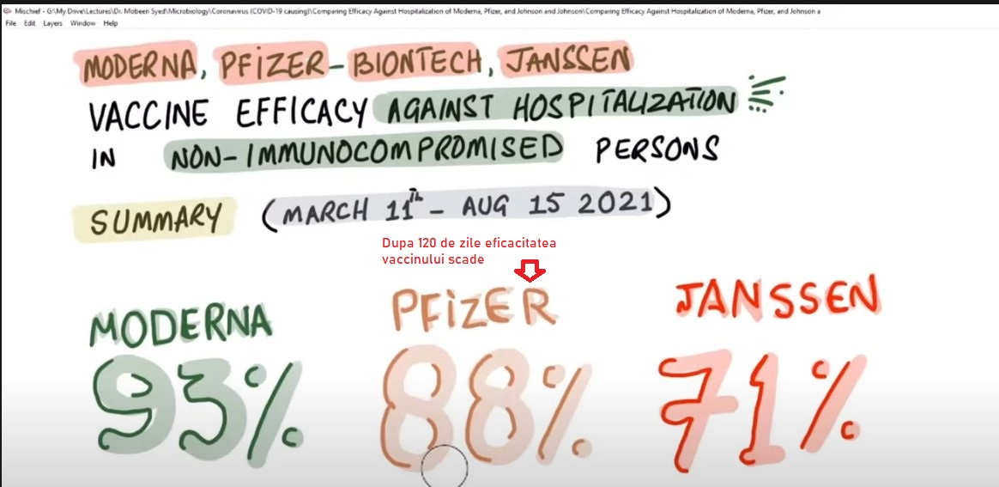 Mischief - G:\My Drive\Lectures\Dr. Mobeen Syed\Microbiology\Coronavirus (COVID-19 causing)\Comparing Efficacy Against Hospitalization of Moderna, Pfizer, and Johnson and Johnson\Comparing Efficacy Against Hospitalization of Moderna, Pfizer, and Johnson a
File Edit Layers Window Help
MODERNA, PFiZER-BIONTECH, JANSSEN
VACCINE EFFICACY AGAINST HOSPITALIZATION
IN NON-IMMUNOCOMPROMISED PERSONS
SUMMARY (MARCH 11th - AUG 15 2021)
Dupa 120 de zile eficacitatea
vaccinului scade
MODERNA PFiZER JANSSEN
93% 88% 71%